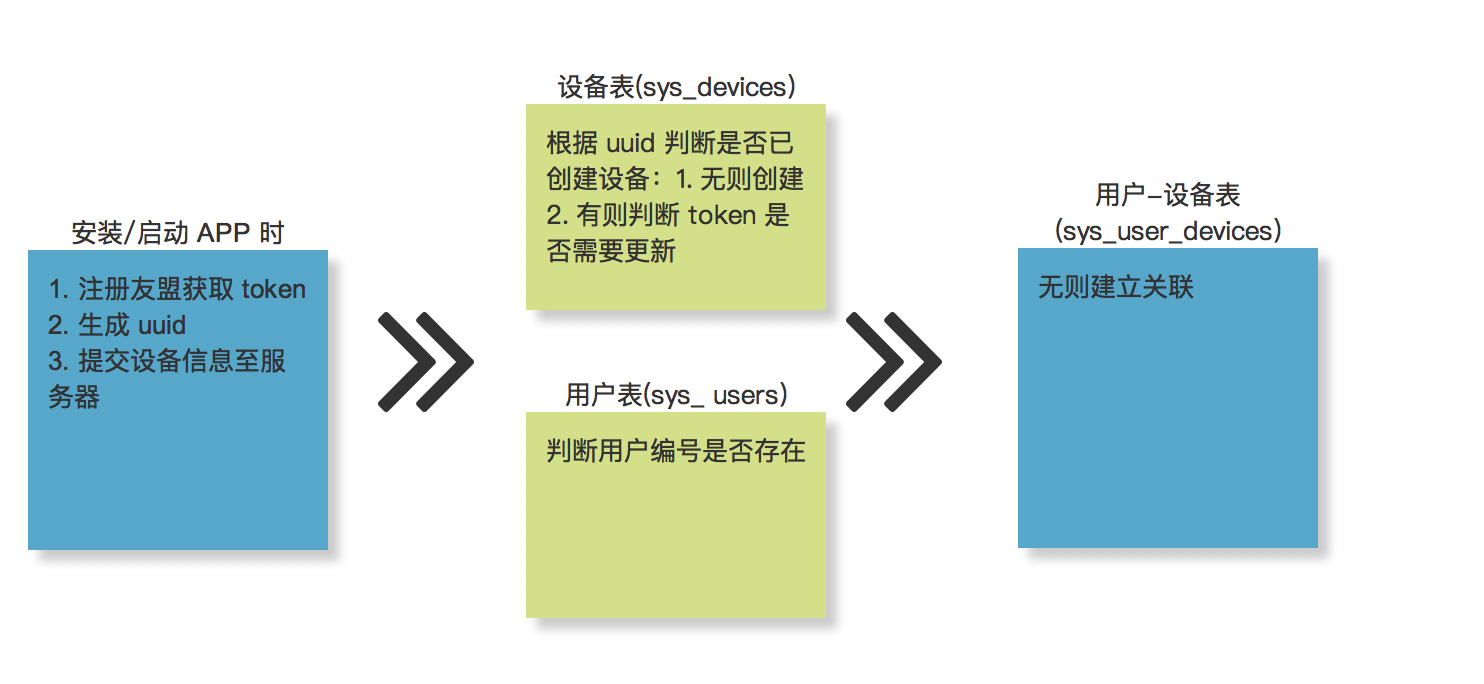 安装/启动 APP 时
1. 注册友盟获取 token
2. 生成 uuid
3. 提交设备信息至服
务器
设备表(sys_devices)
根据 uuid 判断是否已
创建设备：1. 无则创建
2. 有则判断 token 是
否需要更新
用户表(sys_ users)
判断用户编号是否存在
用户-设备表
(sys_user_devices)
无则建立关联